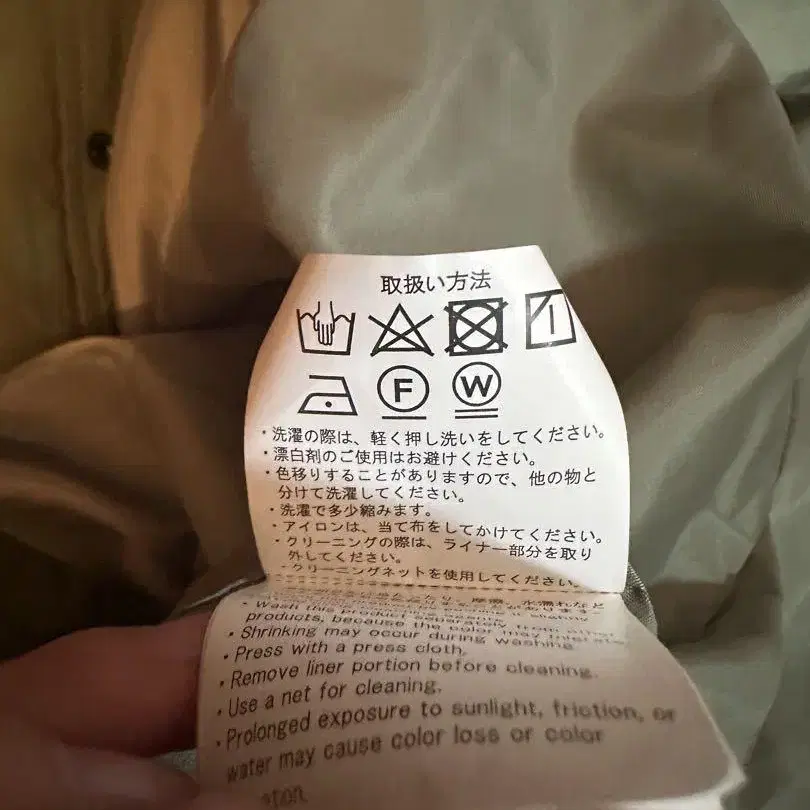 取扱い方法
F W
・洗濯の際は、軽く押し洗いをしてください。
・漂白剤のご使用はお避けください。
・色移りすることがありますので、他の物と
分けて洗濯してください。
・洗濯で多少縮みます。
・アイロンは、当て布をしてかけてください。
・クリーニングの際は、ライナー部分を取り
外してください。
・クリーニングネットを使用してください。
・Wash this product separately from other
products, because the color may
・Shrinking may occur during washing.
・Press with a press cloth.
・Remove liner portion before cleaning.
・Use a net for cleaning.
・Prolonged exposure to sunlight, friction, or
water may cause color loss or color